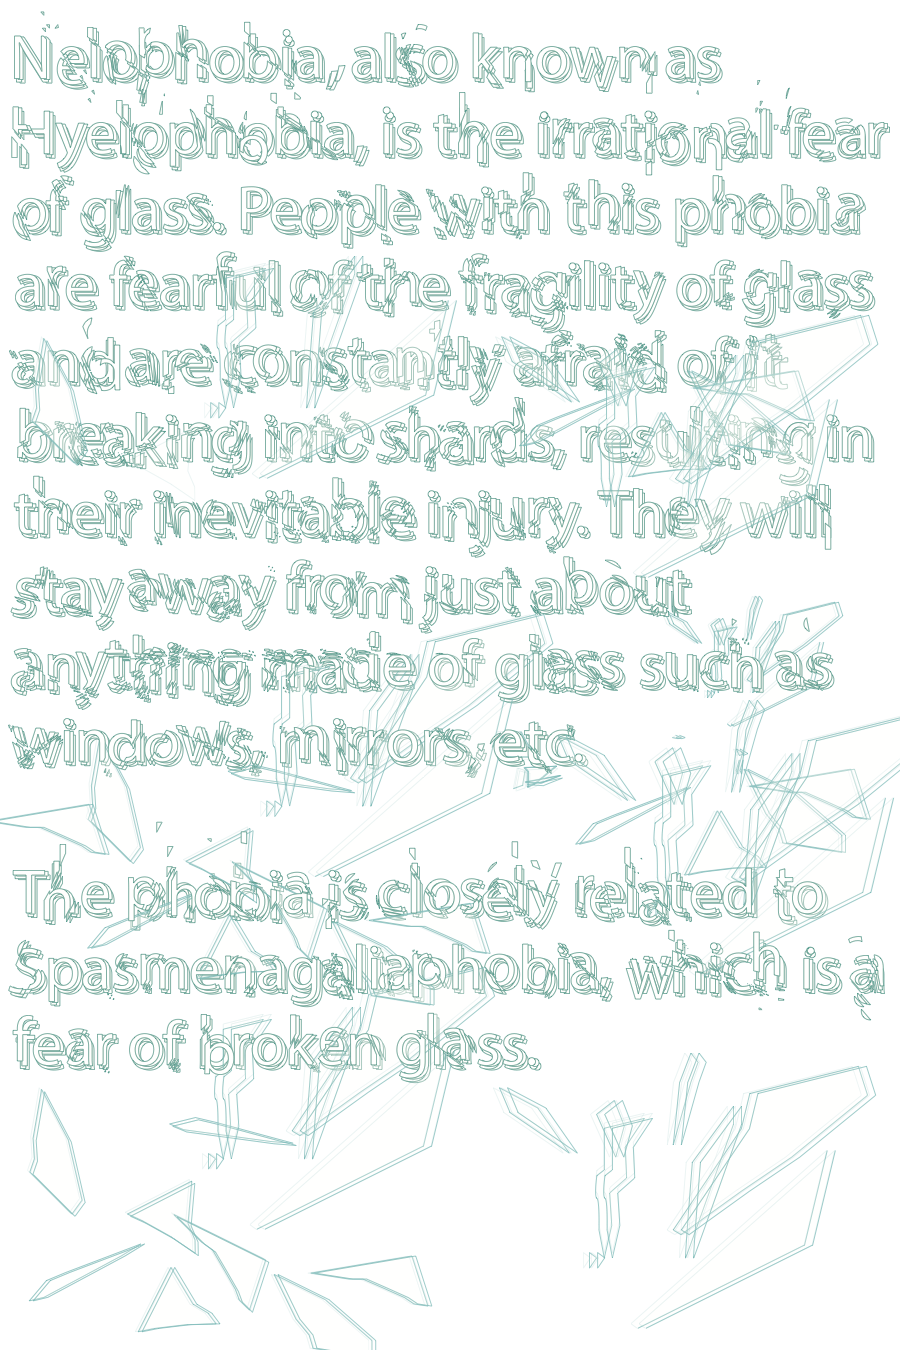 Nelophobia, also known as
Hyelophobia, is the irrational fear
of glass. People with this phobia
are fearful of the fragility of glass
and are constantly afraid of it
breaking into shards, resulting in
their inevitable injury. They will
stay away from just about
anything made of glass such as
windows, mirrors, etc.
The phobia is closely related to
Spasmenagaliaphobia, which is a
fear of broken glass.